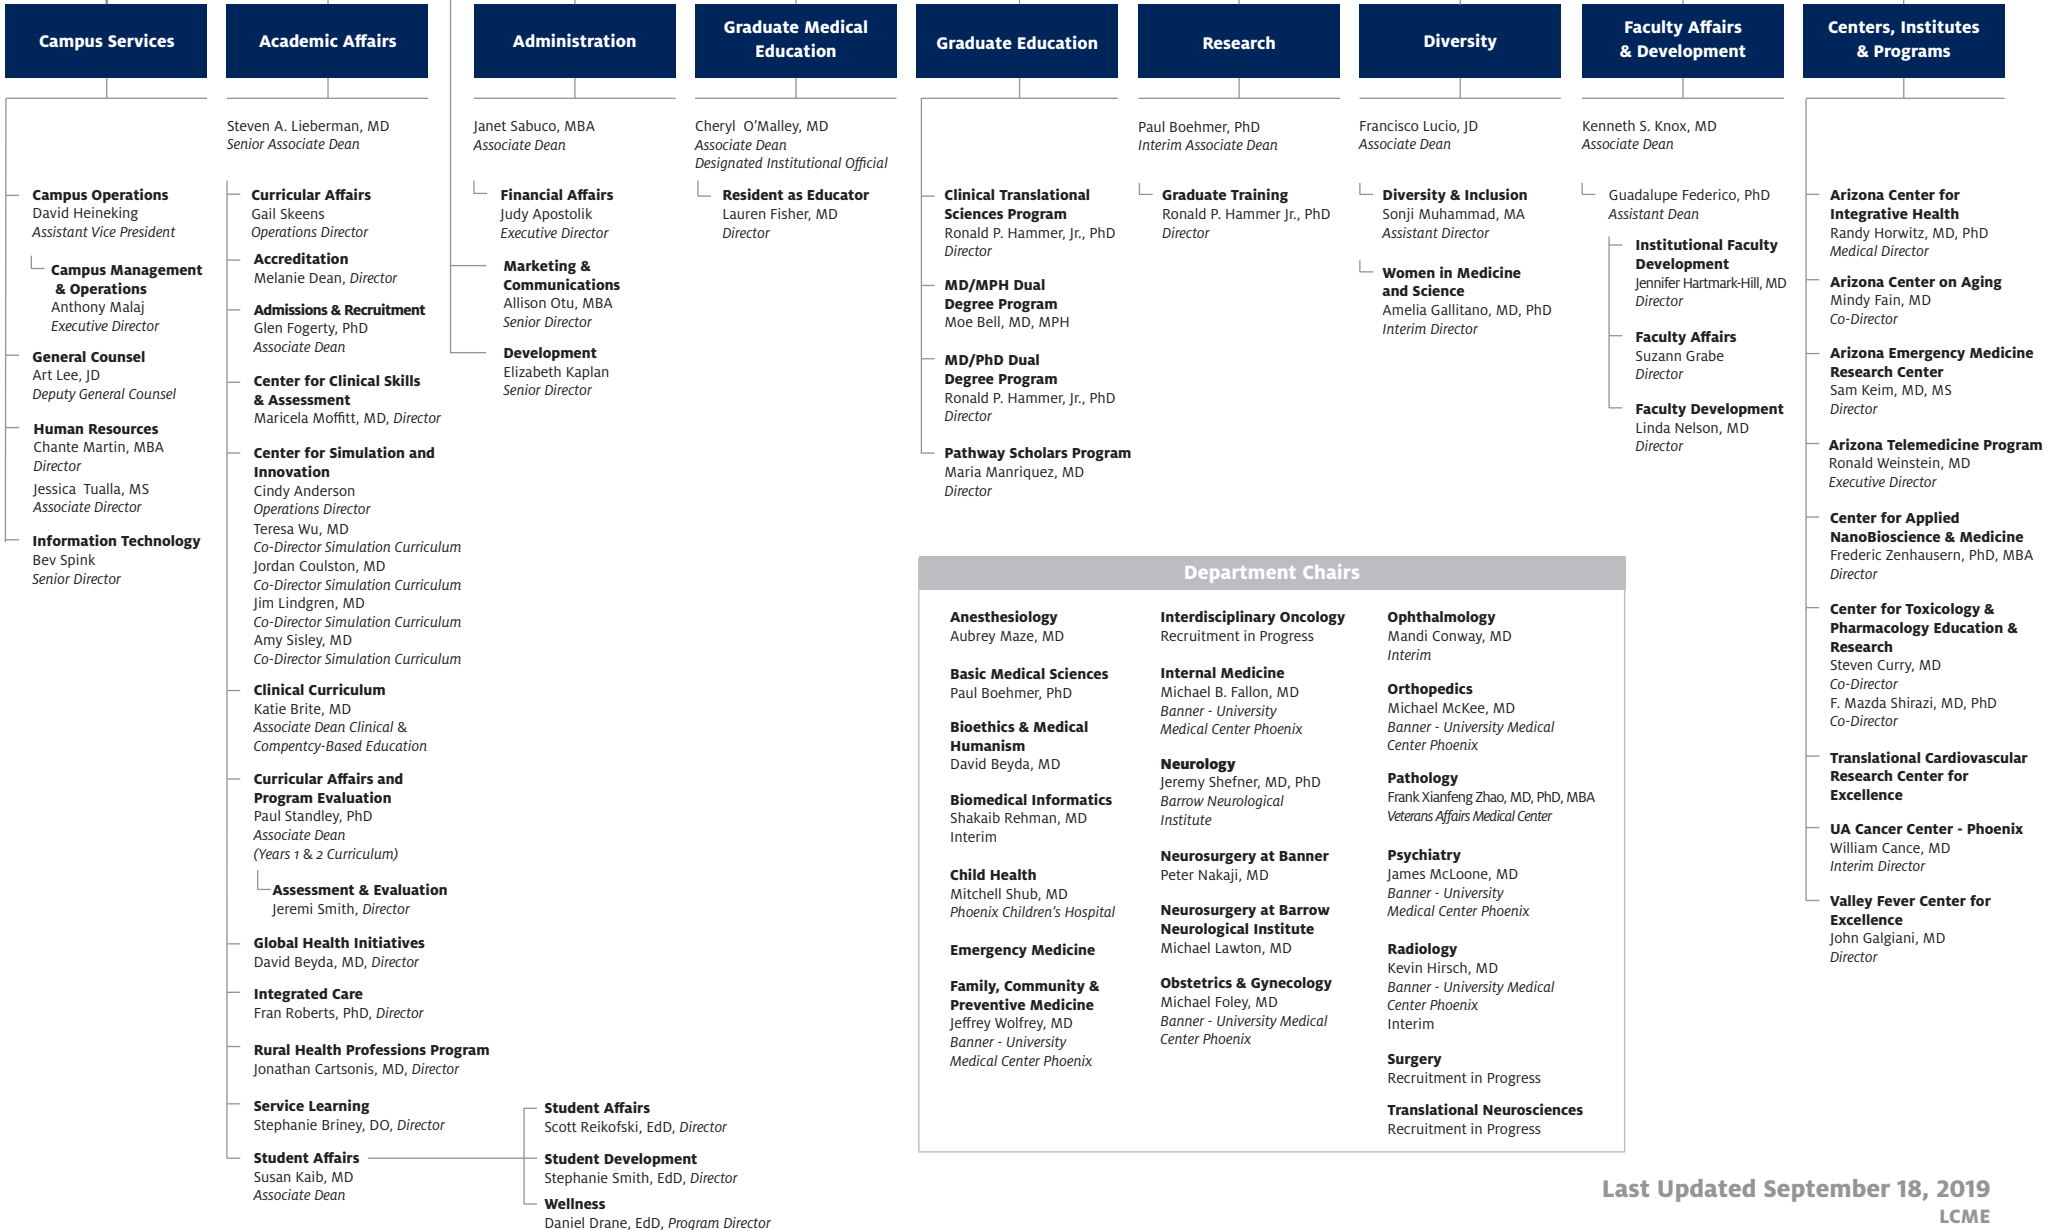 Campus Services
Campus Operations
David Heineking
Assistant Vice President
Campus Management
& Operations
Anthony Malaj
Executive Director
General Counsel
Art Lee, JD
Deputy General Counsel
Human Resources
Chante Martin, MBA
Director
Jessica Tualla, MS
Associate Director
Information Technology
Bev Spink
Senior Director
Academic Affairs
Steven A. Lieberman, MD
Senior Associate Dean
Curricular Affairs
Gail Skeens
Operations Director
Accreditation
Melanie Dean, Director
Admissions & Recruitment
Glen Fogerty, PhD
Associate Dean
Center for Clinical Skills
& Assessment
Maricela Moffitt, MD, Director
Center for Simulation and
Innovation
Cindy Anderson
Operations Director
Teresa Wu, MD
Co-Director Simulation Curriculum
Jordan Coulston, MD
Co-Director Simulation Curriculum
Jim Lindgren, MD
Co-Director Simulation Curriculum
Amy Sisley, MD
Co-Director Simulation Curriculum
Clinical Curriculum
Katie Brite, MD
Associate Dean Clinical &
Compentcy-Based Education
Curricular Affairs and
Program Evaluation
Paul Standley, PhD
Associate Dean
(Years 1 & 2 Curriculum)
Assessment & Evaluation
Jeremi Smith, Director
Global Health Initiatives
David Beyda, MD, Director
Integrated Care
Fran Roberts, PhD, Director
Rural Health Professions Program
Jonathan Cartsonis, MD, Director
Service Learning
Stephanie Briney, DO, Director
Student Affairs
Susan Kaib, MD
Associate Dean
Student Affairs
Scott Reikofski, EdD, Director
Student Development
Stephanie Smith, EdD, Director
Wellness
Daniel Drane, EdD, Program Director
Administration
Janet Sabuco, MBA
Associate Dean
Financial Affairs
Judy Apostolik
Executive Director
Marketing &
Communications
Allison Otu, MBA
Senior Director
Development
Elizabeth Kaplan
Senior Director
Graduate Medical
Education
Cheryl O'Malley, MD
Associate Dean
Designated Institutional Official
Resident as Educator
Lauren Fisher, MD
Director
Graduate Education
Clinical Translational
Sciences Program
Ronald P. Hammer, Jr., PhD
Director
MD/MPH Dual
Degree Program
Moe Bell, MD, MPH
MD/PhD Dual
Degree Program
Ronald P. Hammer, Jr., PhD
Director
Pathway Scholars Program
Maria Manriquez, MD
Director
Research
Paul Boehmer, PhD
Interim Associate Dean
Graduate Training
Ronald P. Hammer Jr., PhD
Director
Diversity
Francisco Lucio, JD
Associate Dean
Diversity & Inclusion
Sonji Muhammad, MA
Assistant Director
Women in Medicine
and Science
Amelia Gallitano, MD, PhD
Interim Director
Faculty Affairs
& Development
Kenneth S. Knox, MD
Associate Dean
Guadalupe Federico, PhD
Assistant Dean
Institutional Faculty
Development
Jennifer Hartmark-Hill, MD
Director
Faculty Affairs
Suzann Grabe
Director
Faculty Development
Linda Nelson, MD
Director
Centers, Institutes
& Programs
Arizona Center for
Integrative Health
Randy Horwitz, MD, PhD
Medical Director
Arizona Center on Aging
Mindy Fain, MD
Co-Director
Arizona Emergency Medicine
Research Center
Sam Keim, MD, MS
Director
Arizona Telemedicine Program
Ronald Weinstein, MD
Executive Director
Center for Applied
NanoBioscience & Medicine
Frederic Zenhausern, PhD, MBA
Director
Center for Toxicology &
Pharmacology Education &
Research
Steven Curry, MD
Co-Director
F. Mazda Shirazi, MD, PhD
Co-Director
Translational Cardiovascular
Research Center for
Excellence
UA Cancer Center - Phoenix
William Cance, MD
Interim Director
Valley Fever Center for
Excellence
John Galgiani, MD
Director
Department Chairs
Anesthesiology
Aubrey Maze, MD
Basic Medical Sciences
Paul Boehmer, PhD
Bioethics & Medical
Humanism
David Beyda, MD
Biomedical Informatics
Shakaib Rehman, MD
Interim
Child Health
Mitchell Shub, MD
Phoenix Children's Hospital
Emergency Medicine
Family, Community &
Preventive Medicine
Jeffrey Wolfrey, MD
Banner - University
Medical Center Phoenix
Interdisciplinary Oncology
Recruitment in Progress
Internal Medicine
Michael B. Fallon, MD
Banner - University
Medical Center Phoenix
Neurology
Jeremy Shefner, MD, PhD
Barrow Neurological
Institute
Neurosurgery at Banner
Peter Nakaji, MD
Neurosurgery at Barrow
Neurological Institute
Michael Lawton, MD
Obstetrics & Gynecology
Michael Foley, MD
Banner - University Medical
Center Phoenix
Ophthalmology
Mandi Conway, MD
Interim
Orthopedics
Michael McKee, MD
Banner - University Medical
Center Phoenix
Pathology
Frank Xianfeng Zhao, MD, PhD, MBA
Veterans Affairs Medical Center
Psychiatry
James McLoone, MD
Banner - University
Medical Center Phoenix
Radiology
Kevin Hirsch, MD
Banner - University Medical
Center Phoenix
Interim
Surgery
Recruitment in Progress
Translational Neurosciences
Recruitment in Progress
Last Updated September 18, 2019
LCME